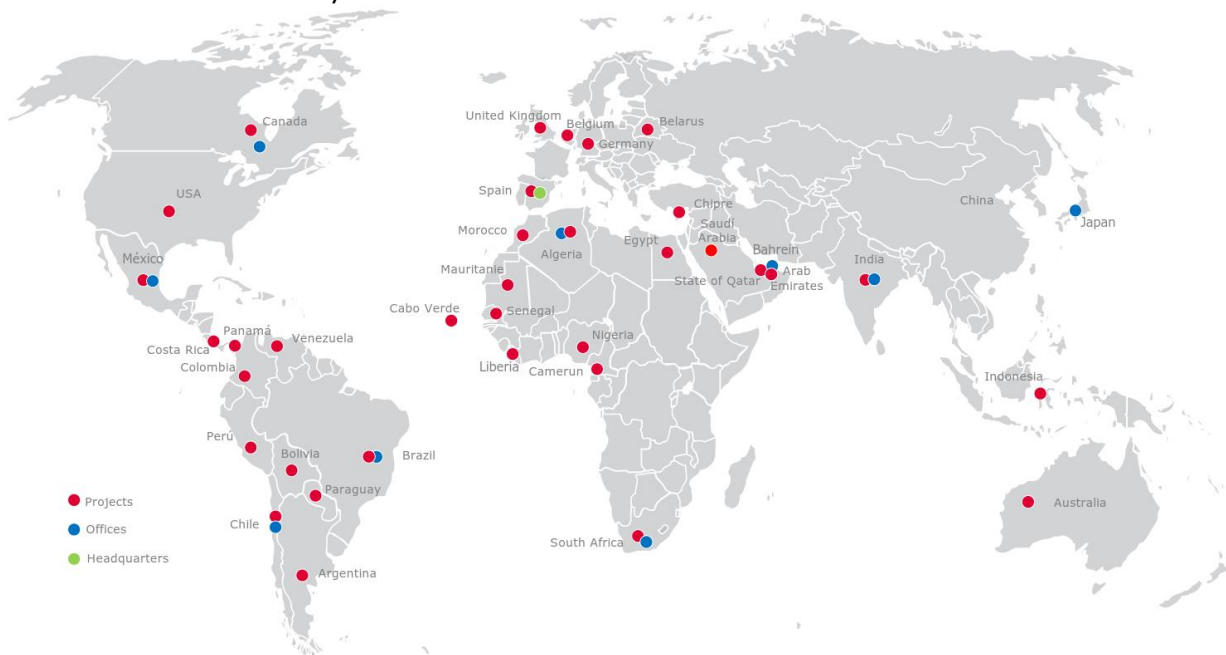 Canada
United Kingdom
Belgium
Belarus
Germany
USA
Spain
Chipre
China
Japan
Morocco
Algeria
Egypt
Saudí
Arabia
Bahrein
India
México
Mauritanie
State of Qatar
Arab
Emirates
Cabo Verde
Senegal
Panamá
Venezuela
Nigeria
Costa Rica
Colombia
Liberia
Camerun
Indonesia
Perú
Bolivia
Brazil
Paraguay
Projects
Offices
Headquarters
Chile
South Africa
Australia
Argentina